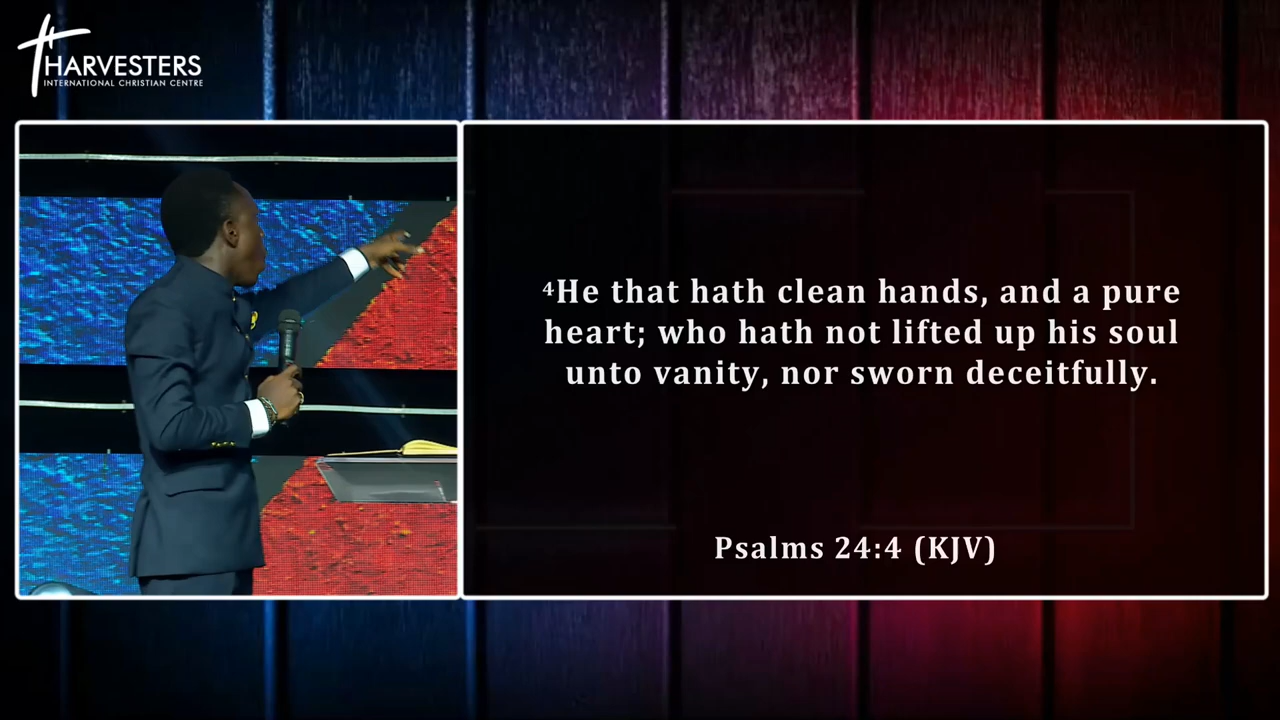 HARVESTERS
INTERNATIONAL CHRISTIAN CENTRE
⁴He that hath clean hands, and a pure
heart; who hath not lifted up his soul
unto vanity, nor sworn deceitfully.
Psalms 24:4 (KJV)